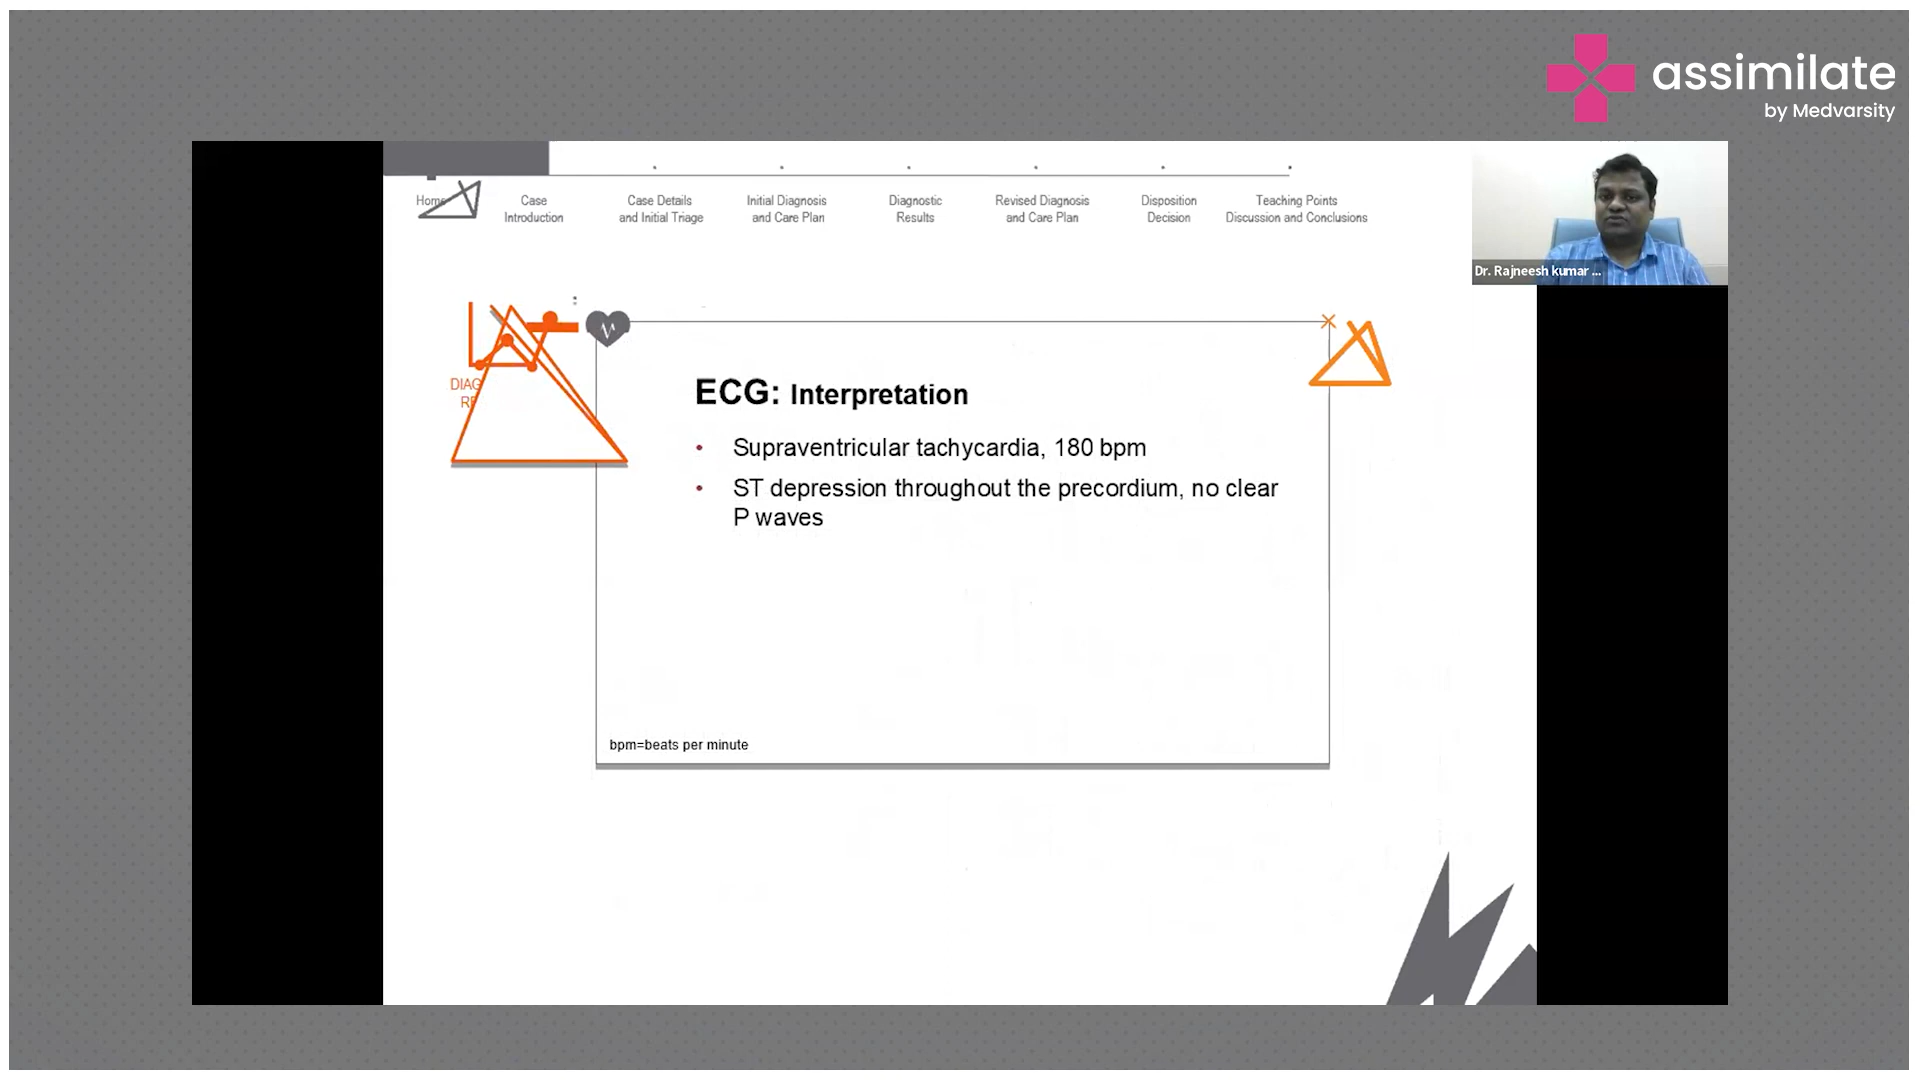 assimilate
by Medvarsity
Home
Case
Introduction
Case Details
and Initial Triage
Initial Diagnosis
and Care Plan
Diagnostic
Results
Revised Diagnosis
and Care Plan
Disposition
Decision
Teaching Points
Discussion and Conclusions
Dr. Rajneesh kumar ...
DIAG
ECG: Interpretation
• Supraventricular tachycardia, 180 bpm
• ST depression throughout the precordium, no clear
P waves
bpm=beats per minute